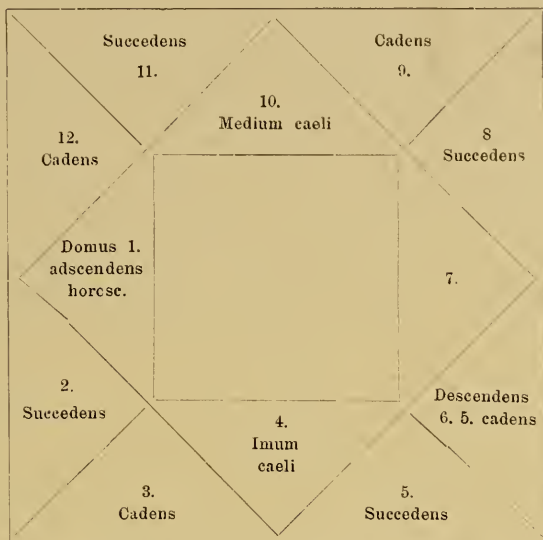 Succedens
11.
Cadens
9.
10.
Medium caeli
12.
Cadens
8
Succedens
Domus 1.
adscendens
horosc.
7.
2.
Succedens
Descendens
6. 5. cadens
4.
Imum
caeli
3.
Cadens
5.
Succedens